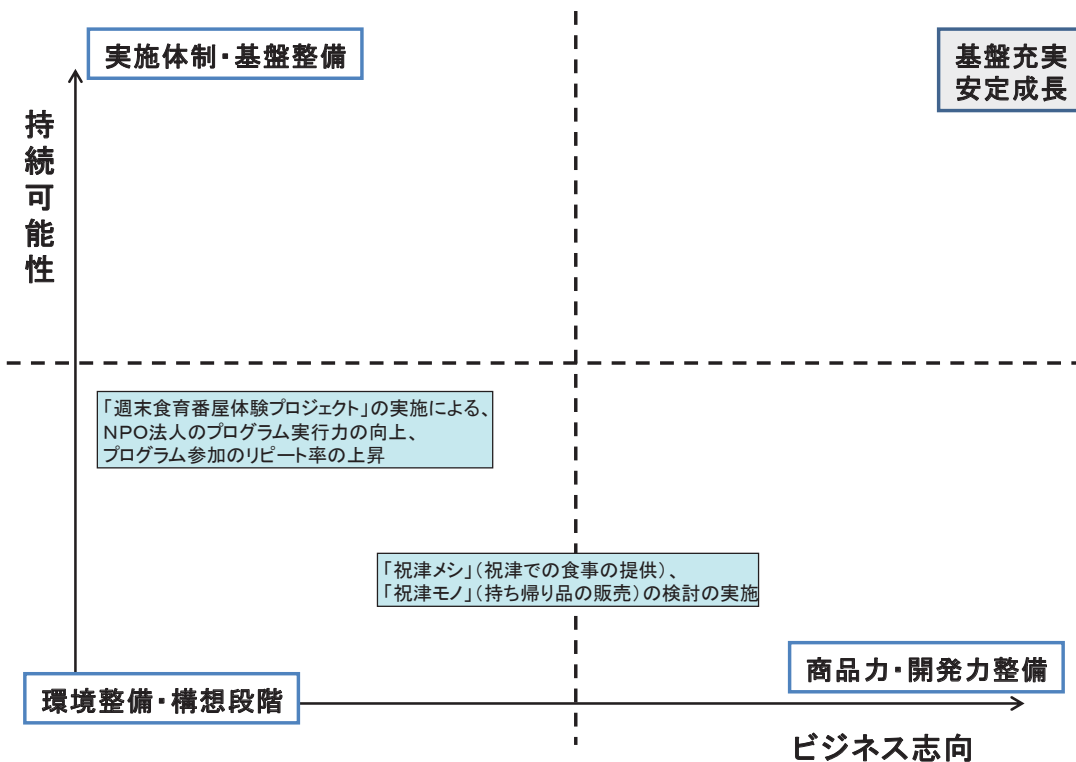 実施体制・基盤整備
基盤充実
安定成長
持続可能性
「週末食育番屋体験プロジェクト」の実施による、
NPO法人のプログラム実行力の向上、
プログラム参加のリピート率の上昇
「祝津メシ」(祝津での食事の提供)、
「祝津モノ」(持ち帰り品の販売)の検討の実施
商品力・開発力整備
環境整備・構想段階
ビジネス志向